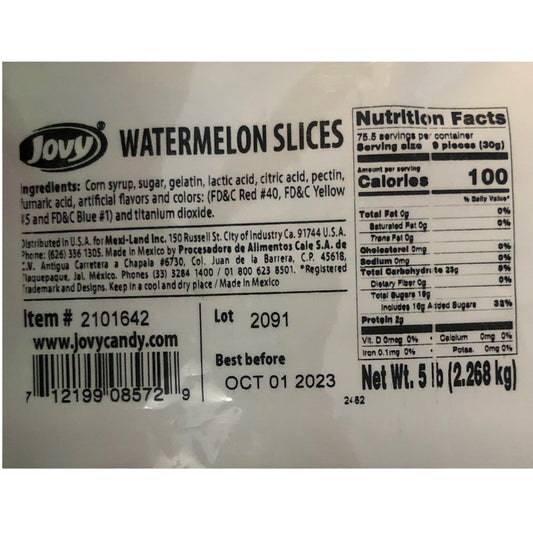 Jovy®
WATERMELON SLICES
Ingredients: Corn syrup, sugar, gelatin, lactic acid, citric acid, pectin,
fumaric acid, artificial flavors and colors: (FD&C Red #40, FD&C Yellow
#5 and FD&C Blue #1) and titanium dioxide.
Distributed in U.S.A. for Mexi-Land Inc. 150 Russell St. City of Industry Ca. 91744 U.S.A.
Phone: (626) 336 1305. Made in Mexico by Procesadora de Alimentos Cale S.A. de
C.V. Antigua Carretera a Chapala #6730, Col. Juan de la Barrera, C.P. 45618,
Tlaquepaque, Jal. México. Phones (33) 3284 1400 / 01 800 623 8501. *Registered
Trademark and Designs. Keep in a cool and dry place / Made in Mexico
Item # 2101642
www.Jovycandy.com
7 12199 08572 9
Lot 2091
Best before
OCT 01 2023
Nutrition Facts
75.5 servings per container
Serving size 9 pieces (30g)
Amount per serving
Calories 100
% Daily Value*
Total Fat 0g 0%
Saturated Fat 0g 0%
Trans Fat 0g
Cholesterol 0mg 0%
Sodium 0mg 0%
Total Carbohydrate 23g 8%
Dietary Fiber 0g 0%
Total Sugars 16g
Includes 16g Added Sugars 32%
Protein 2g
Vit. D 0mcg 0% • Calcium 0mg 0%
Iron 0.1mg 0% • Potas. 0mg 0%
Net Wt. 5 lb (2.268 kg)